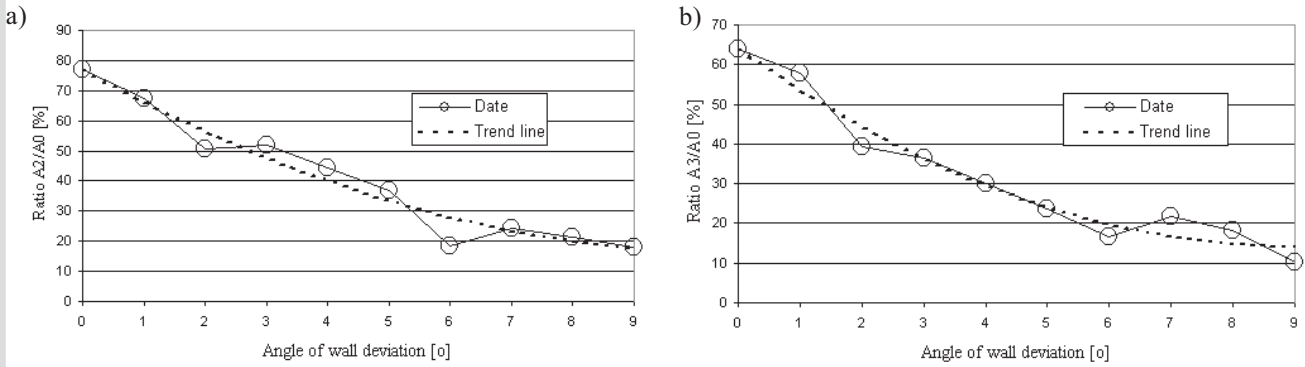 a)
Ratio A2/A0 [%]
90
80
70
60
50
40
30
20
10
0
Date
Trend line
0 1 2 3 4 5 6 7 8 9
Angle of wall deviation [o]
b)
Ratio A3/A0 [%]
70
60
50
40
30
20
10
0
Date
Trend line
0 1 2 3 4 5 6 7 8 9
Angle of wall deviation [o]